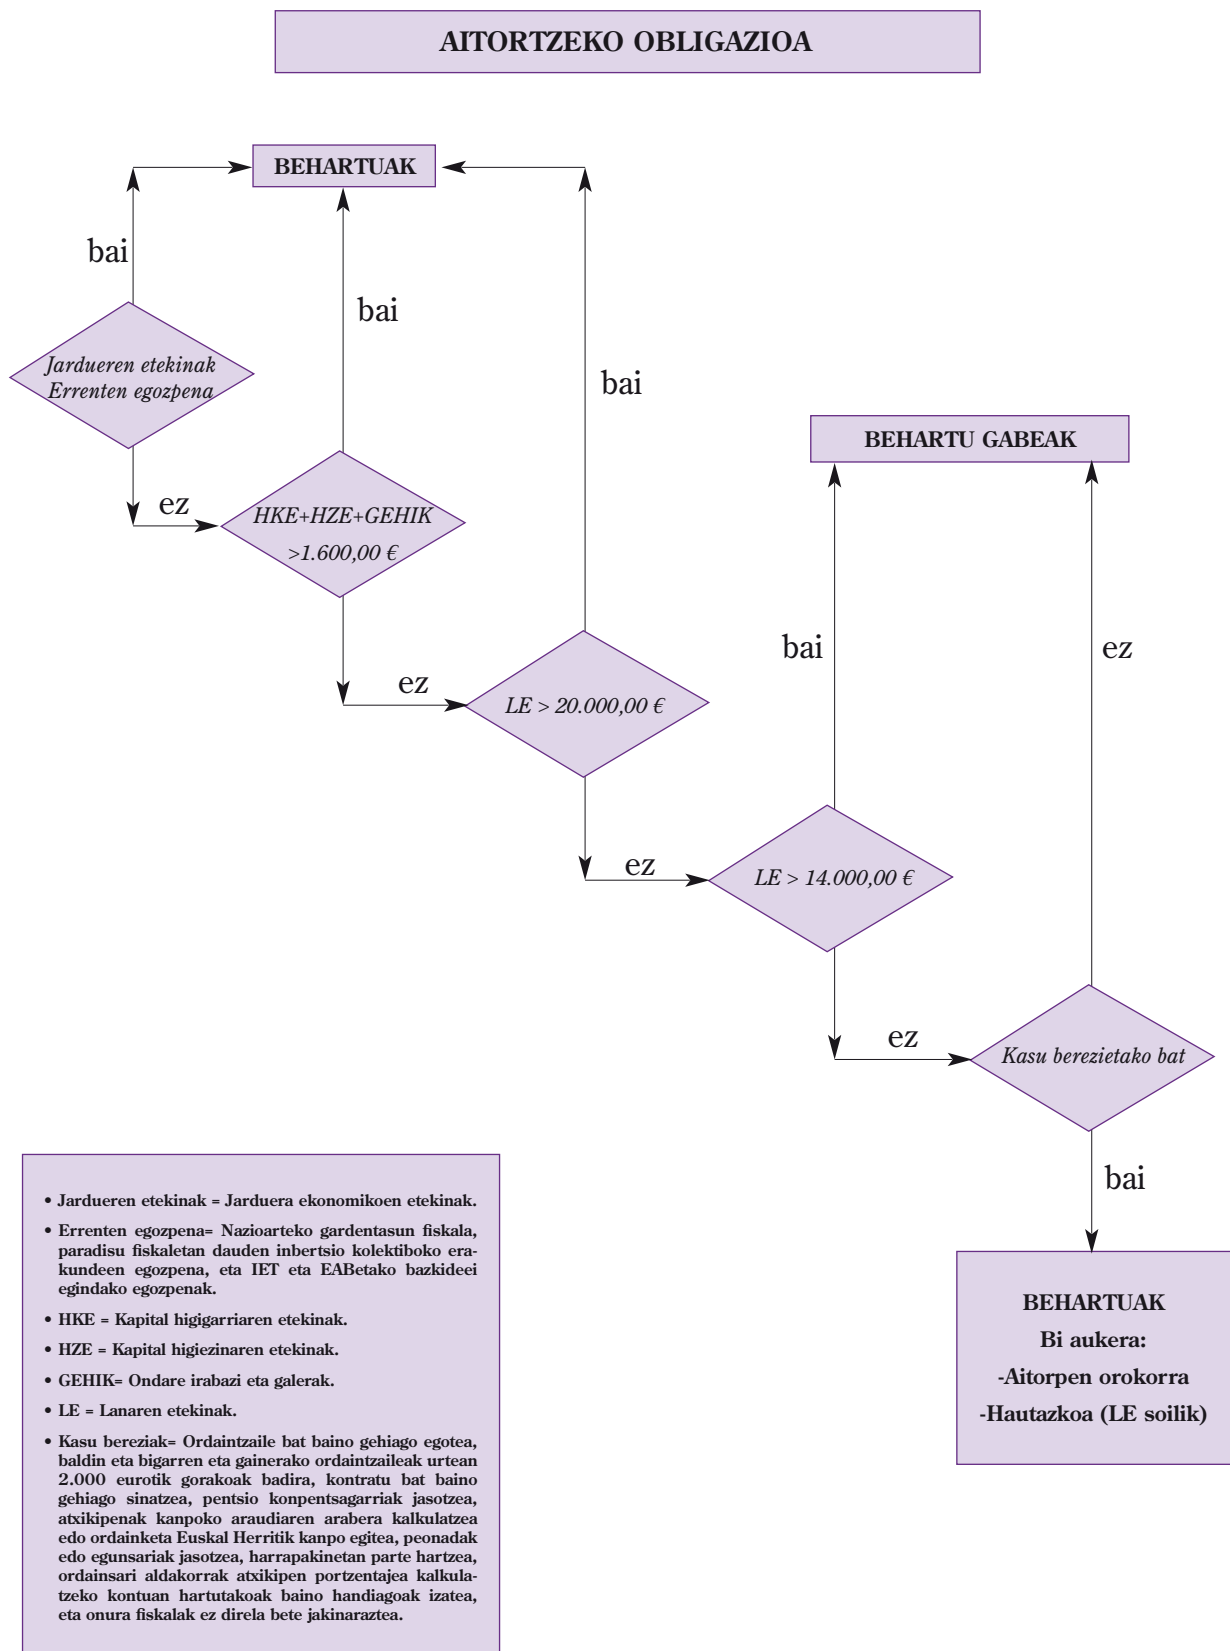 AITORTZEKO OBLIGAZIOA
BEHARTUAK
bai
bai
bai
Jardueren etekinak
Errenten egozpena
ez
HKE+HZE+GEHIK
>1.600,00 €
ez
LE > 20.000,00 €
BEHARTU GABEAK
bai
ez
ez
LE > 14.000,00 €
ez
Kasu berezietako bat
bai
BEHARTUAK
Bi aukera:
-Aitorpen orokorra
-Hautazkoa (LE soilik)
• Jardueren etekinak = Jarduera ekonomikoen etekinak.
• Errenten egozpena= Nazioarteko gardentasun fiskala,
paradisu fiskaletan dauden inbertsio kolektiboko era-
kundeen egozpena, eta IET eta EABetako bazkideei
egindako egozpenak.
• HKE = Kapital higigarriaren etekinak.
• HZE = Kapital higiezinaren etekinak.
• GEHIK= Ondare irabazi eta galerak.
• LE = Lanaren etekinak.
• Kasu bereziak= Ordaintzaile bat baino gehiago egotea,
baldin eta bigarren eta gainerako ordaintzaileak urtean
2.000 eurotik gorakoak badira, kontratu bat baino
gehiago sinatzea, pentsio konpentsagarriak jasotzea,
atxikipenak kanpoko araudiaren arabera kalkulatzea
edo ordainketa Euskal Herritik kanpo egitea, peonadak
edo egunsariak jasotzea, harrapakinetan parte hartzea,
ordainsari aldakorrak atxikipen portzentajea kalkula-
tzeko kontuan hartutakoak baino handiagoak izatea,
eta onura fiskalak ez direla bete jakinaraztea.